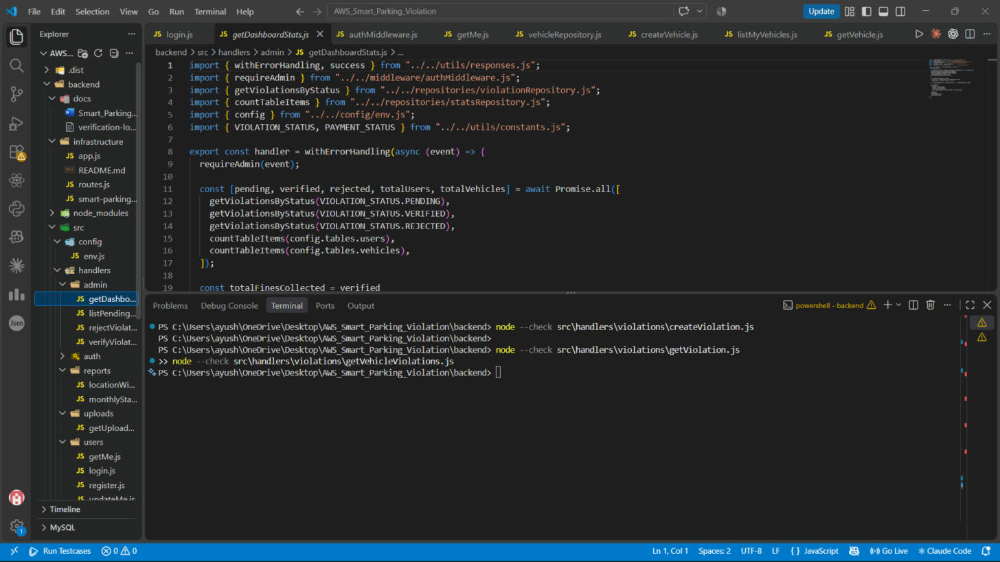 File Edit Selection View Go Run Terminal Help
AWS_Smart_Parking_Violation
Update
Explorer
login.js
getDashboardStats.js
authMiddleware.js
getMe.js
vehicleRepository.js
createVehicle.js
listMyVehicles.js
getVehicle.js
AWS...
.dist
backend
docs
Smart_Parking...
verification-lo...
infrastructure
app.js
README.md
routes.js
smart-parking...
node_modules
src
config
env.js
handlers
admin
getDashbo...
listPending...
rejectViolat...
verifyViolat...
auth
reports
locationWi...
monthlySta...
uploads
getUpload...
users
getMe.js
login.js
register.js
updateMe.js
Timeline
MySQL
backend > src > handlers > admin > JS getDashboardStats.js > ...
1 import { withErrorHandling, success } from "../../utils/responses.js";
2 import { requireAdmin } from "../../middleware/authMiddleware.js";
3 import { getViolationsByStatus } from "../../repositories/violationRepository.js";
4 import { countTableItems } from "../../repositories/statsRepository.js";
5 import { config } from "../../config/env.js";
6 import { VIOLATION_STATUS, PAYMENT_STATUS } from "../../utils/constants.js";
7
8 export const handler = withErrorHandling(async (event) => {
9 requireAdmin(event);
10
11 const [pending, verified, rejected, totalUsers, totalVehicles] = await Promise.all([
12 getViolationsByStatus(VIOLATION_STATUS.PENDING),
13 getViolationsByStatus(VIOLATION_STATUS.VERIFIED),
14 getViolationsByStatus(VIOLATION_STATUS.REJECTED),
15 countTableItems(config.tables.users),
16 countTableItems(config.tables.vehicles),
17 ]);
18
19 const totalFinesCollected = verified
Problems Debug Console Terminal Ports Output
powershell - backend
PS C:\Users\ayush\OneDrive\Desktop\AWS_Smart_Parking_Violation\backend> node --check src\handlers\violations\createViolation.js
PS C:\Users\ayush\OneDrive\Desktop\AWS_Smart_Parking_Violation\backend>
PS C:\Users\ayush\OneDrive\Desktop\AWS_Smart_Parking_Violation\backend> node --check src\handlers\violations\getViolation.js
>> node --check src\handlers\violations\getVehicleViolations.js
PS C:\Users\ayush\OneDrive\Desktop\AWS_Smart_Parking_Violation\backend>
Run Testcases 0 0
Ln 1, Col 1 Spaces: 2 UTF-8 LF { } JavaScript Go Live Claude Code